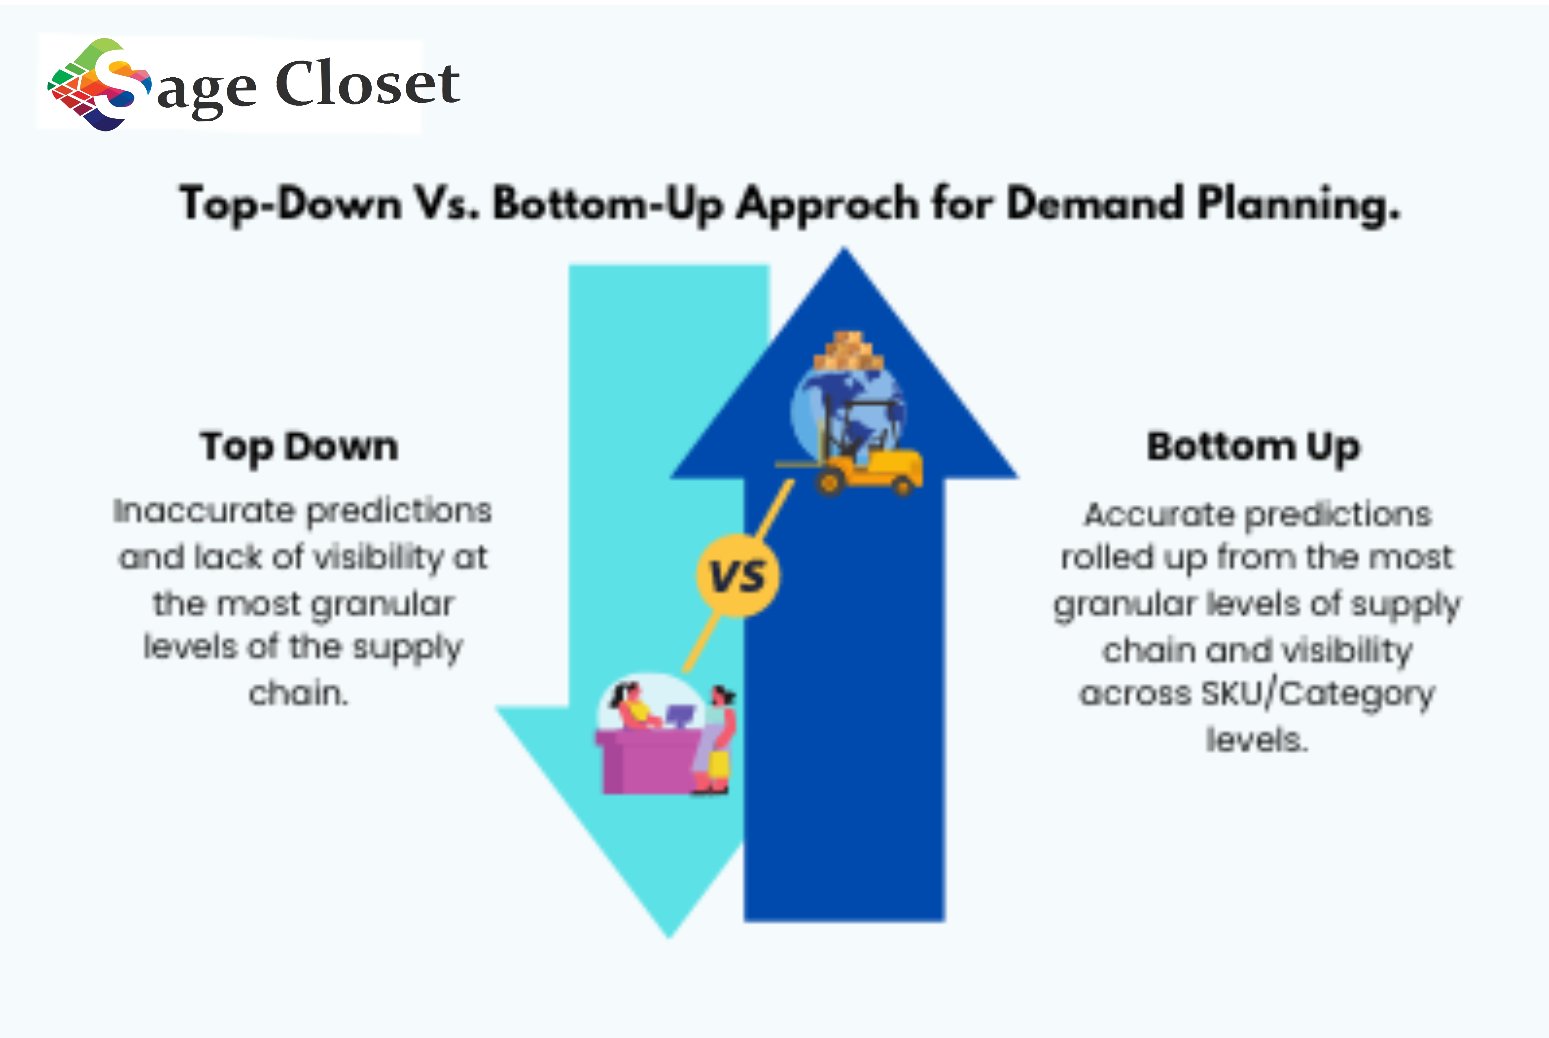 Sage Closet
Top-Down Vs. Bottom-Up Approch for Demand Planning.
Top Down
Inaccurate predictions
and lack of visibility at
the most granular
levels of the supply
chain.
VS
Bottom Up
Accurate predictions
rolled up from the most
granular levels of supply
chain and visibility
across SKU/Category
levels.